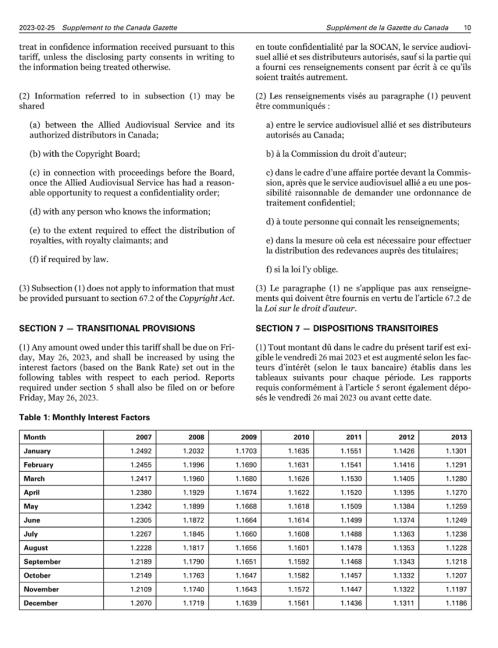 2023-02-25 Supplement to the Canada Gazette
Supplément de la Gazette du Canada 10
treat in confidence information received pursuant to this
tariff, unless the disclosing party consents in writing to
the information being treated otherwise.
(2) Information referred to in subsection (1) may be
shared
(a) between the Allied Audiovisual Service and its
authorized distributors in Canada;
(b) with the Copyright Board;
(c) in connection with proceedings before the Board,
once the Allied Audiovisual Service has had a reason-
able opportunity to request a confidentiality order;
(d) with any person who knows the information;
(e) to the extent required to effect the distribution of
royalties, with royalty claimants; and
(f) if required by law.
(3) Subsection (1) does not apply to information that must
be provided pursuant to section 67.2 of the Copyright Act.
SECTION 7 — TRANSITIONAL PROVISIONS
(1) Any amount owed under this tariff shall be due on Fri-
day, May 26, 2023, and shall be increased by using the
interest factors (based on the Bank Rate) set out in the
following tables with respect to each period. Reports
required under section 5 shall also be filed on or before
Friday, May 26, 2023.
en toute confidentialité par la SOCAN, le service audiovi-
suel allié et ses distributeurs autorisés, sauf si la partie qui
a fourni ces renseignements consent par écrit à ce qu'ils
soient traités autrement.
(2) Les renseignements visés au paragraphe (1) peuvent
être communiqués :
a) entre le service audiovisuel allié et ses distributeurs
autorisés au Canada;
b) à la Commission du droit d'auteur;
c) dans le cadre d'une affaire portée devant la Commis-
sion, après que le service audiovisuel allié a eu une pos-
sibilité raisonnable de demander une ordonnance de
traitement confidentiel;
d) à toute personne qui connaît les renseignements;
e) dans la mesure où cela est nécessaire pour effectuer
la distribution des redevances auprès des titulaires;
f) si la loi l'y oblige.
(3) Le paragraphe (1) ne s'applique pas aux renseigne-
ments qui doivent être fournis en vertu de l'article 67.2 de
la Loi sur le droit d'auteur.
SECTION 7 — DISPOSITIONS TRANSITOIRES
(1) Tout montant dû dans le cadre du présent tarif est exi-
gible le vendredi 26 mai 2023 et est augmenté selon les fac-
teurs d'intérêt (selon le taux bancaire) établis dans les
tableaux suivants pour chaque période. Les rapports
requis conformément à l'article 5 seront également dépo-
sés le vendredi 26 mai 2023 ou avant cette date.
Table 1: Monthly Interest Factors
Month 2007 2008 2009 2010 2011 2012 2013
January 1.2492 1.2032 1.1703 1.1635 1.1551 1.1426 1.1301
February 1.2455 1.1996 1.1690 1.1631 1.1541 1.1416 1.1291
March 1.2417 1.1960 1.1680 1.1626 1.1530 1.1405 1.1280
April 1.2380 1.1929 1.1674 1.1622 1.1520 1.1395 1.1270
May 1.2342 1.1899 1.1668 1.1618 1.1509 1.1384 1.1259
June 1.2305 1.1872 1.1664 1.1614 1.1499 1.1374 1.1249
July 1.2267 1.1845 1.1660 1.1608 1.1488 1.1363 1.1238
August 1.2228 1.1817 1.1656 1.1601 1.1478 1.1353 1.1228
September 1.2189 1.1790 1.1651 1.1592 1.1468 1.1343 1.1218
October 1.2149 1.1763 1.1647 1.1582 1.1457 1.1332 1.1207
November 1.2109 1.1740 1.1643 1.1572 1.1447 1.1322 1.1197
December 1.2070 1.1719 1.1639 1.1561 1.1436 1.1311 1.1186